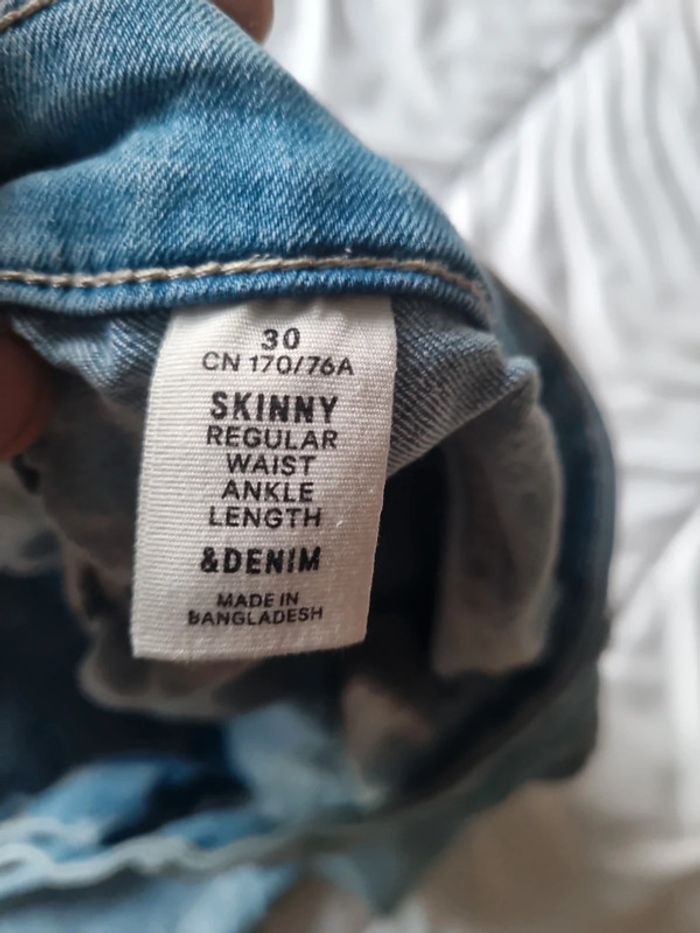 30
CN 170/76A
SKINNY
REGULAR
WAIST
ANKLE
LENGTH
&DENIM
MADE IN
BANGLADESH